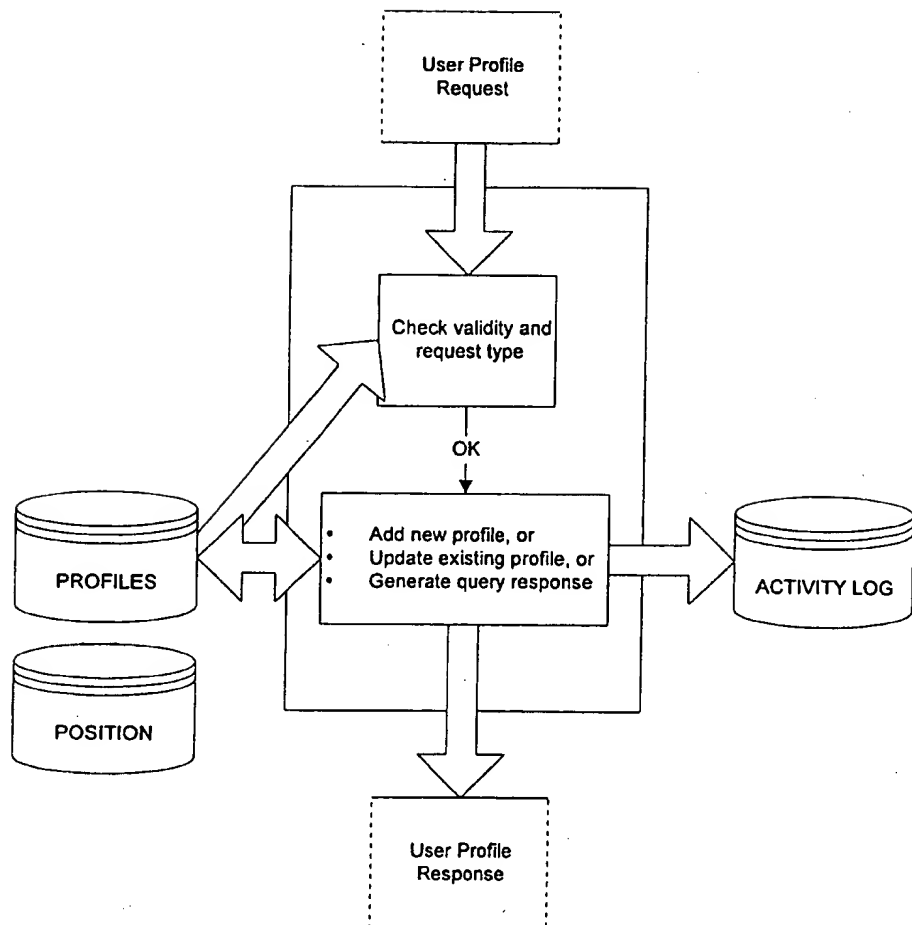 User Profile
Request
Check validity and
request type
OK
PROFILES
• Add new profile, or
• Update existing profile, or
• Generate query response
ACTIVITY LOG
POSITION
User Profile
Response